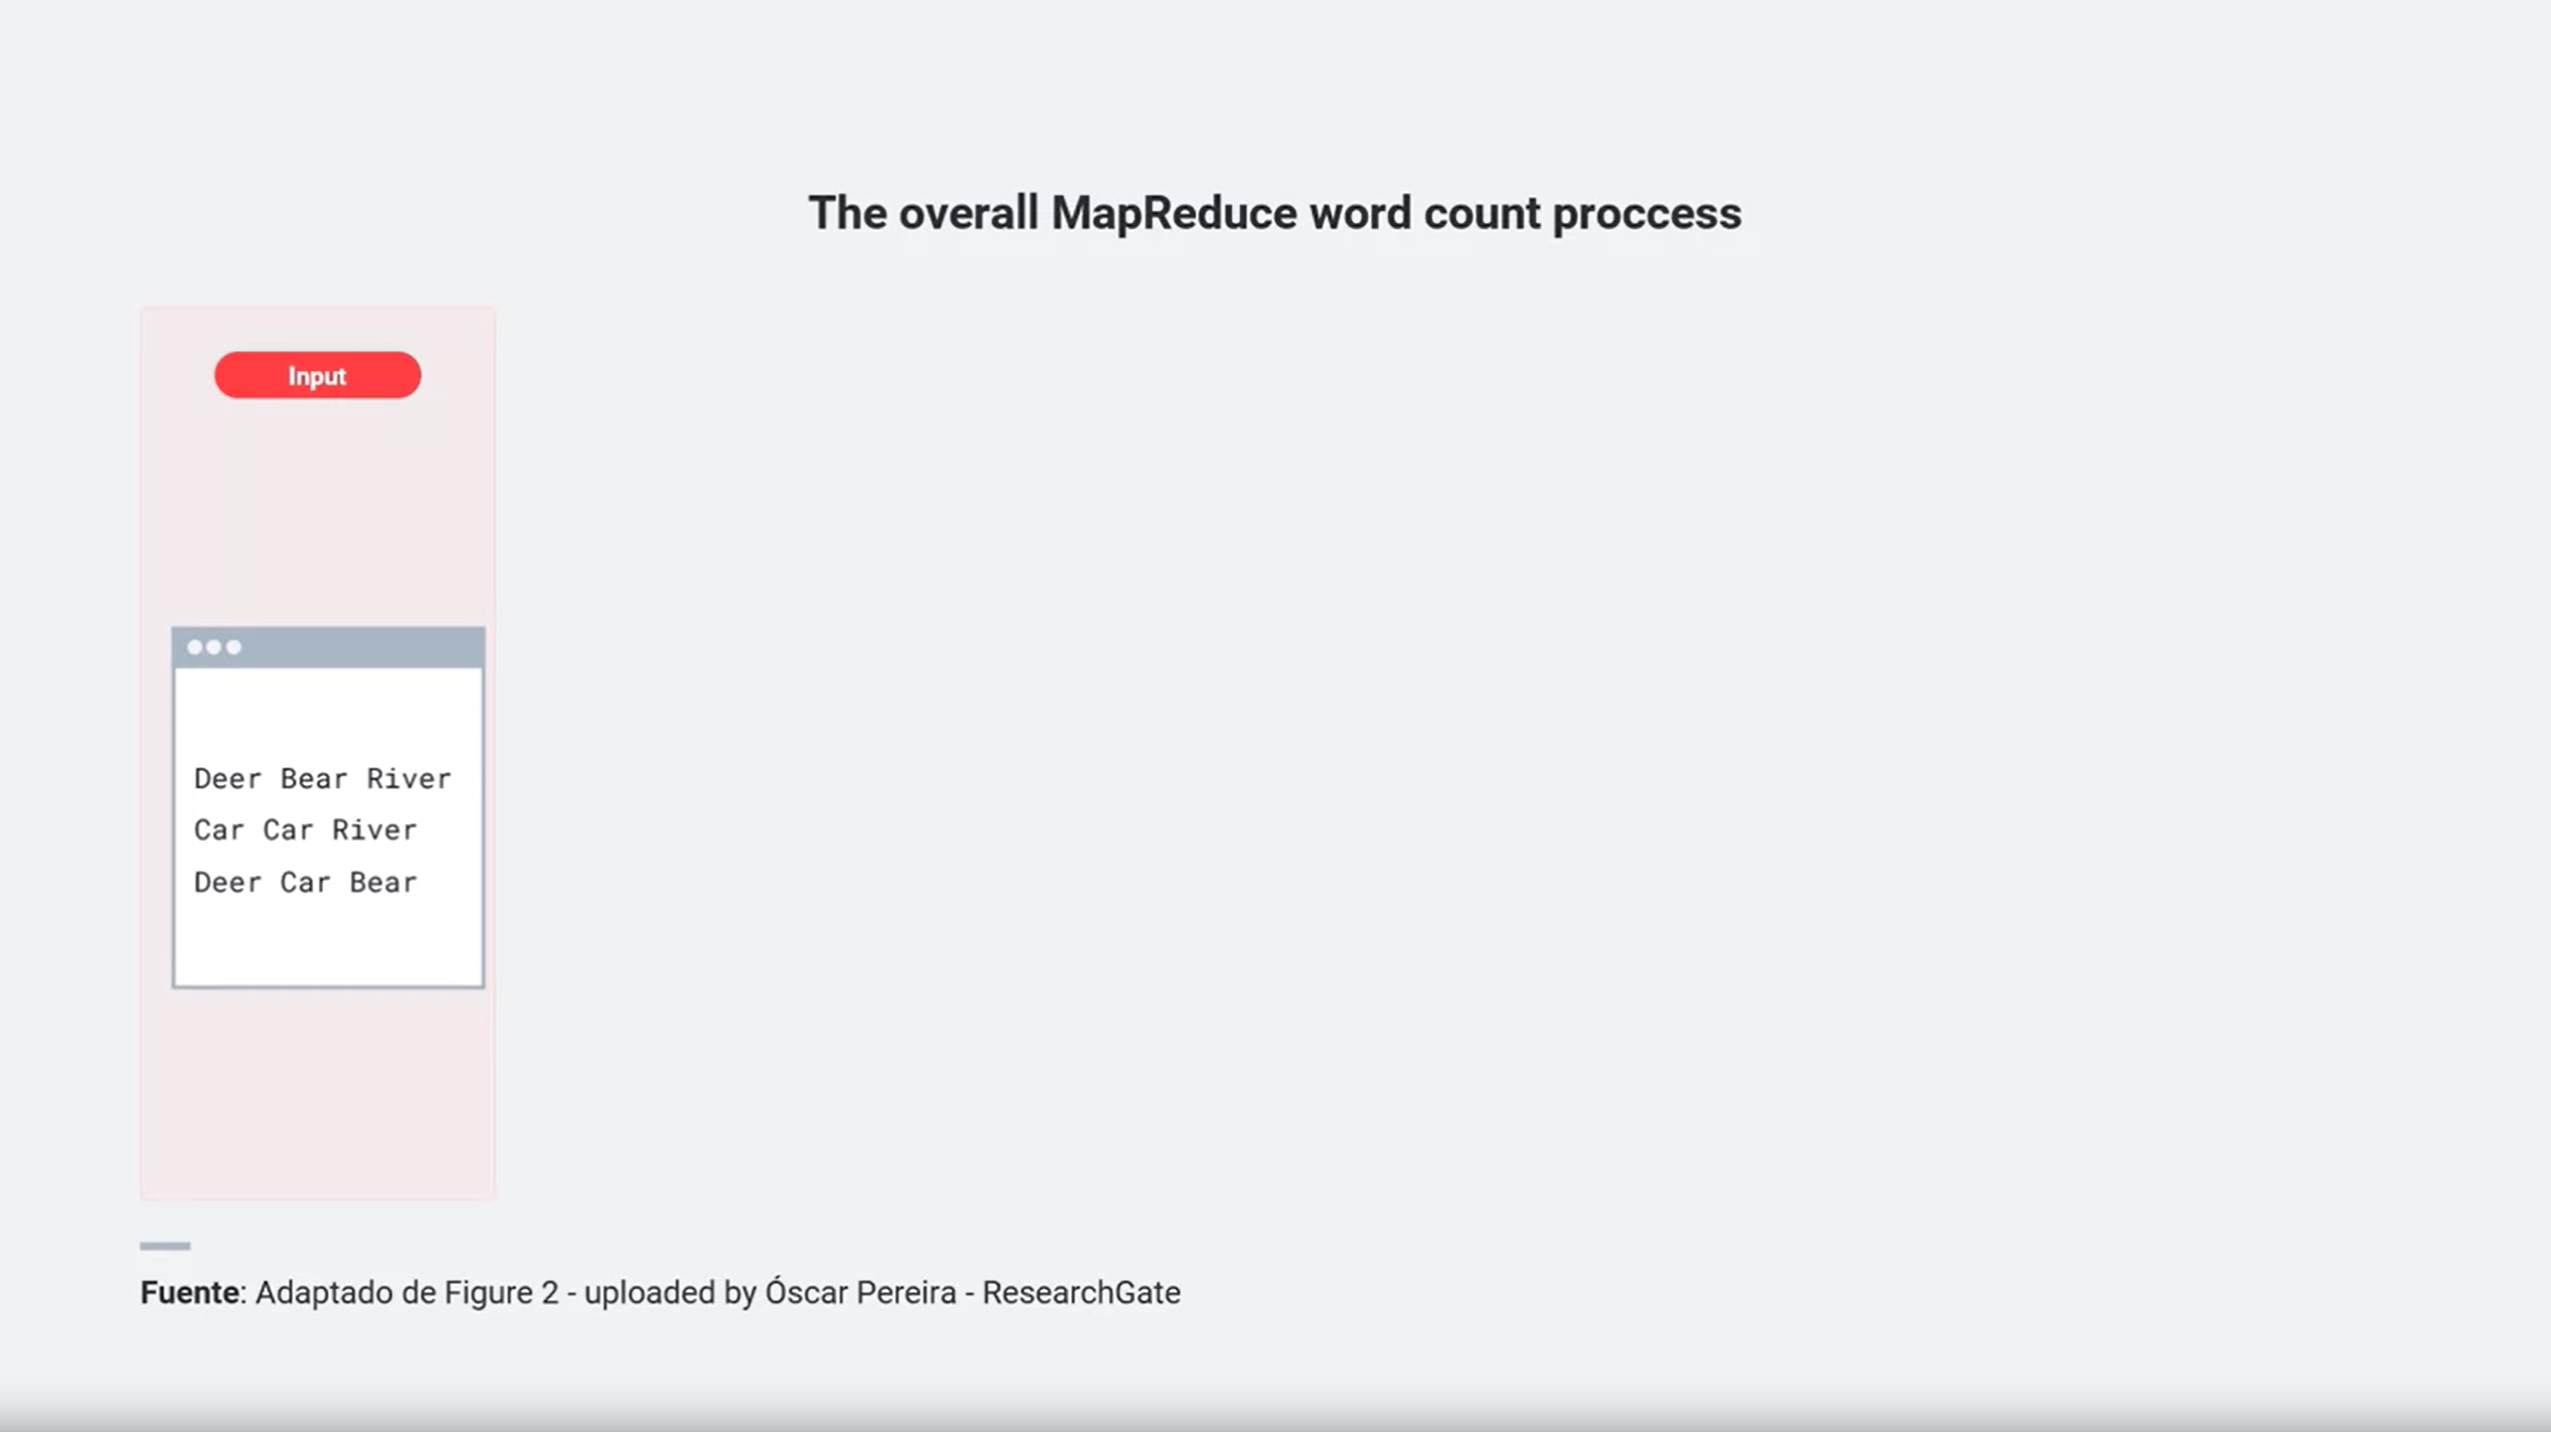 The overall MapReduce word count proccess
Input
Deer Bear River
Car Car River
Deer Car Bear
Fuente: Adaptado de Figure 2 - uploaded by Óscar Pereira - ResearchGate